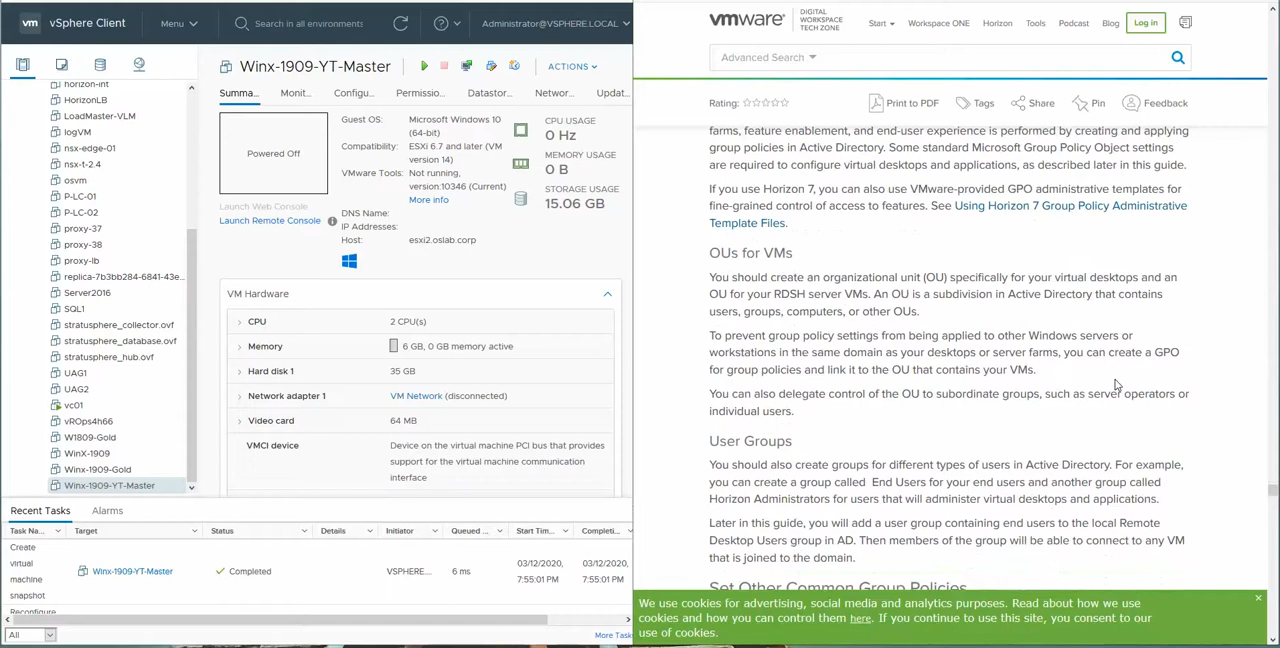 vm vSphere Client
Menu
Search in all environments
Administrator@VSPHERE.LOCAL
horizon-int
HorizonLB
LoadMaster-VLM
logVM
nsx-edge-01
nsx-t-2.4
osvm
P-LC-01
P-LC-02
proxy-37
proxy-38
proxy-lb
replica-7b3bb284-6841-43e...
Server2016
SQL1
stratusphere_collector.ovf
stratusphere_database.ovf
stratusphere_hub.ovf
UAG1
UAG2
vc01
vROps4h66
W1809-Gold
WinX-1909
Winx-1909-Gold
Winx-1909-YT-Master
Winx-1909-YT-Master
ACTIONS
Summa...
Monit...
Configu...
Permissio...
Datastor...
Networ...
Updat...
Powered Off
Launch Web Console
Launch Remote Console
Guest OS: Microsoft Windows 10
(64-bit)
Compatibility: ESXi 6.7 and later (VM
version 14)
VMware Tools: Not running,
version:10346 (Current)
More info
DNS Name:
IP Addresses:
Host: esxi2.oslab.corp
CPU USAGE
0 Hz
MEMORY USAGE
0 B
STORAGE USAGE
15.06 GB
VM Hardware
CPU 2 CPU(s)
Memory 6 GB, 0 GB memory active
Hard disk 1 35 GB
Network adapter 1 VM Network (disconnected)
Video card 64 MB
VMCI device Device on the virtual machine PCI bus that provides
support for the virtual machine communication
interface
Recent Tasks Alarms
Task Na... Target Status Details Initiator Queued ... Start Tim... Completi...
Create
virtual
machine
snapshot
Winx-1909-YT-Master Completed VSPHERE... 6 ms
03/12/2020, 7:55:01 PM
03/12/2020, 7:55:01 PM
Reconfigure
All
More Task
vmware
DIGITAL
WORKSPACE
TECH ZONE
Start Workspace ONE Horizon Tools Podcast Blog Log in
Advanced Search
Rating: Print to PDF Tags Share Pin Feedback
farms, feature enablement, and end-user experience is performed by creating and applying
group policies in Active Directory. Some standard Microsoft Group Policy Object settings
are required to configure virtual desktops and applications, as described later in this guide.
If you use Horizon 7, you can also use VMware-provided GPO administrative templates for
fine-grained control of access to features. See Using Horizon 7 Group Policy Administrative
Template Files.
OUs for VMs
You should create an organizational unit (OU) specifically for your virtual desktops and an
OU for your RDSH server VMs. An OU is a subdivision in Active Directory that contains
users, groups, computers, or other OUs.
To prevent group policy settings from being applied to other Windows servers or
workstations in the same domain as your desktops or server farms, you can create a GPO
for group policies and link it to the OU that contains your VMs.
You can also delegate control of the OU to subordinate groups, such as server operators or
individual users.
User Groups
You should also create groups for different types of users in Active Directory. For example,
you can create a group called End Users for your end users and another group called
Horizon Administrators for users that will administer virtual desktops and applications.
Later in this guide, you will add a user group containing end users to the local Remote
Desktop Users group in AD. Then members of the group will be able to connect to any VM
that is joined to the domain.
Set Other Common Group Policies
We use cookies for advertising, social media and analytics purposes. Read about how we use
cookies and how you can control them here. If you continue to use this site, you consent to our
use of cookies.